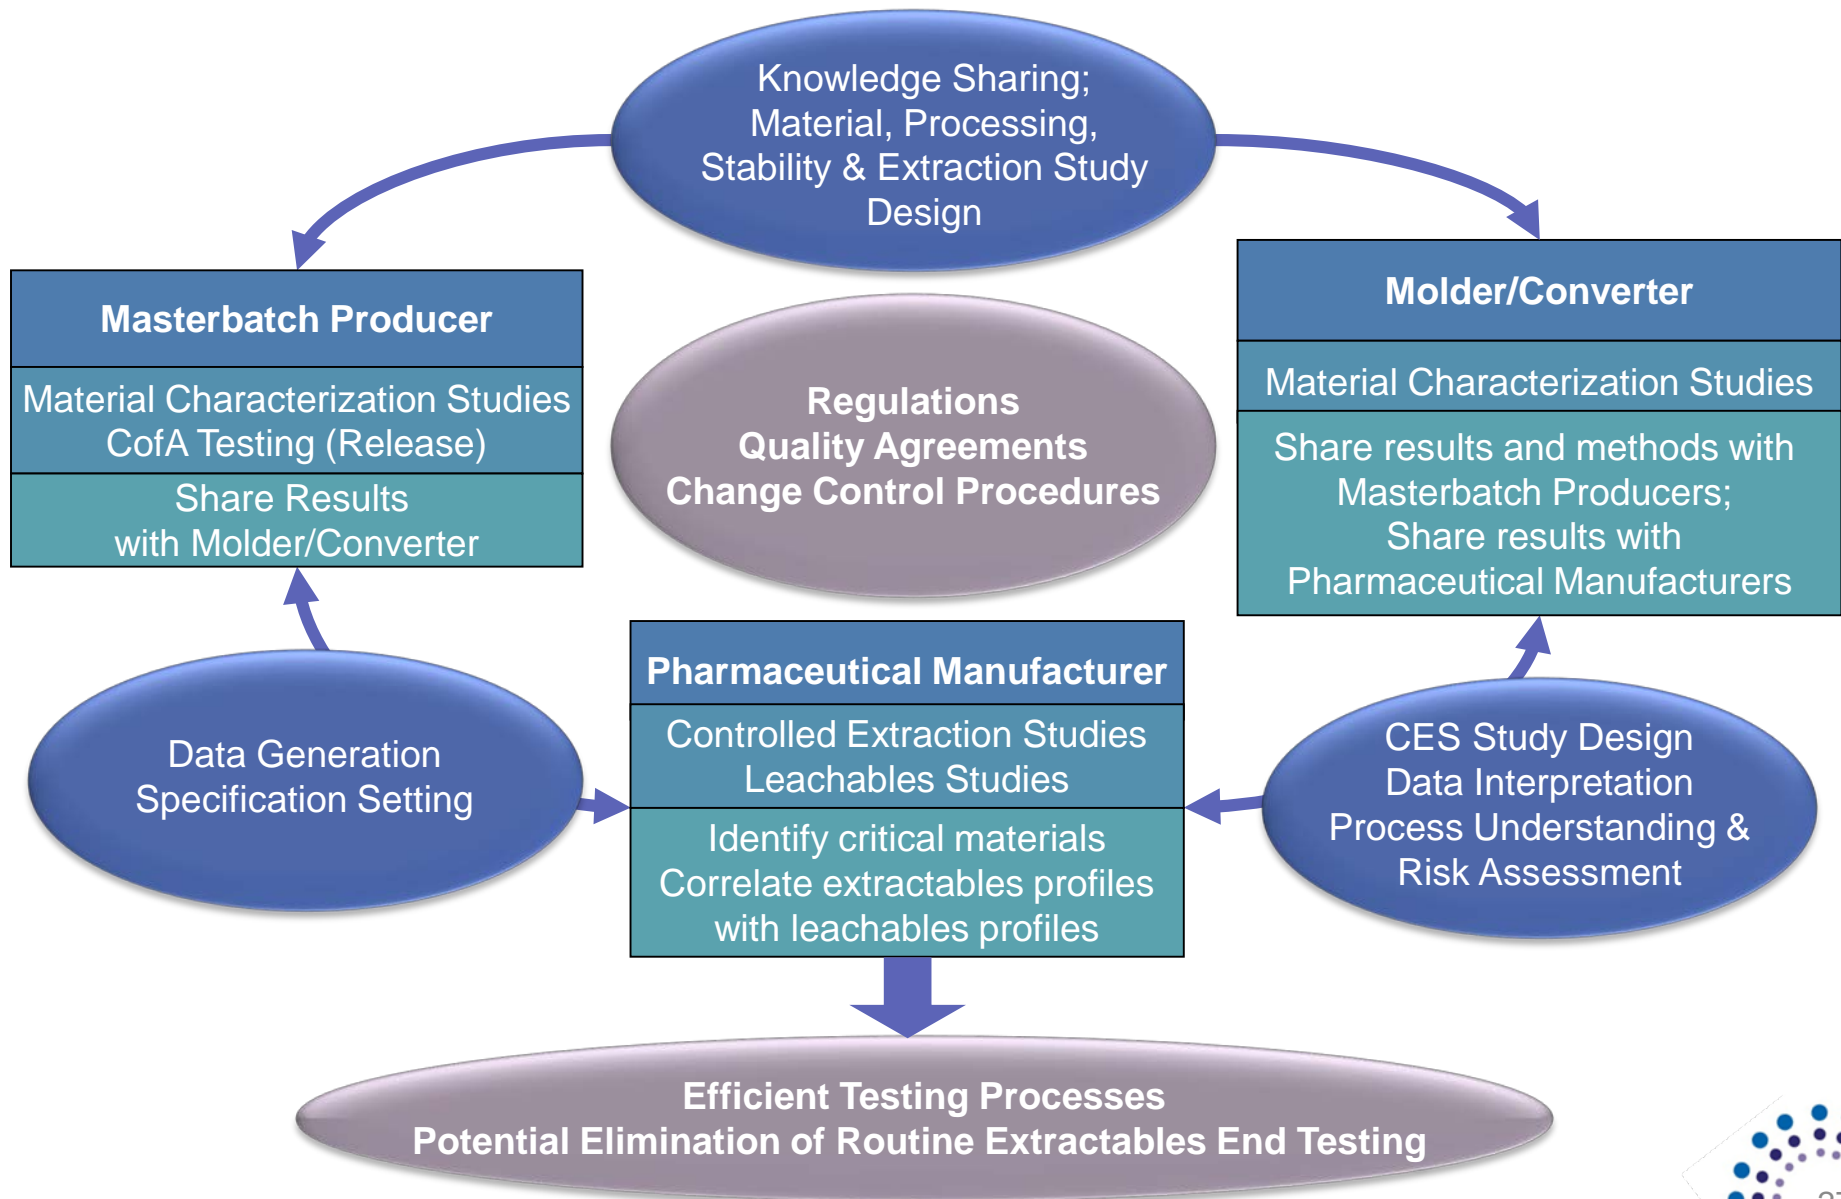 Knowledge Sharing;
Material, Processing,
Stability & Extraction Study
Design
Masterbatch Producer
Material Characterization Studies
CofA Testing (Release)
Share Results
with Molder/Converter
Regulations
Quality Agreements
Change Control Procedures
Molder/Converter
Material Characterization Studies
Share results and methods with
Masterbatch Producers;
Share results with
Pharmaceutical Manufacturers
Data Generation
Specification Setting
Pharmaceutical Manufacturer
Controlled Extraction Studies
Leachables Studies
Identify critical materials
Correlate extractables profiles
with leachables profiles
CES Study Design
Data Interpretation
Process Understanding &
Risk Assessment
Efficient Testing Processes
Potential Elimination of Routine Extractables End Testing